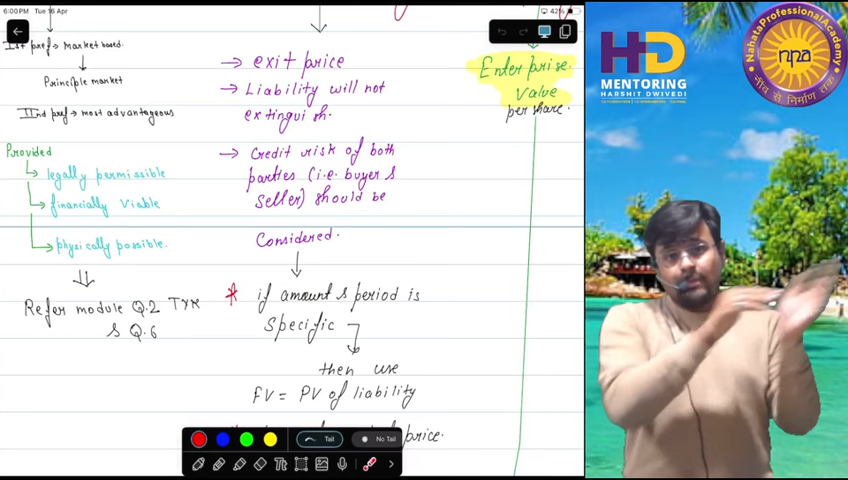 6:00PM Tue 16 Apr
42%
Ist pref → market based.
Principle market
IInd pref → most advantageous
Provided
legally permissible
financially viable
physically possible.
Refer module Q.2
& Q.6
→ exit price
→ Liability will not
extinguish.
→ Credit risk of both
parties (i.e. buyer &
seller) should be
Considered.
* if amount & period is
specific
then use
FV = PV of liability
price.
Enterprise
Value
per share.
Tail
No Tail
HD
MENTORING
HARSHIT DWIVEDI
NahataProfessionalAcademy
npa
नींव से निर्माण तक